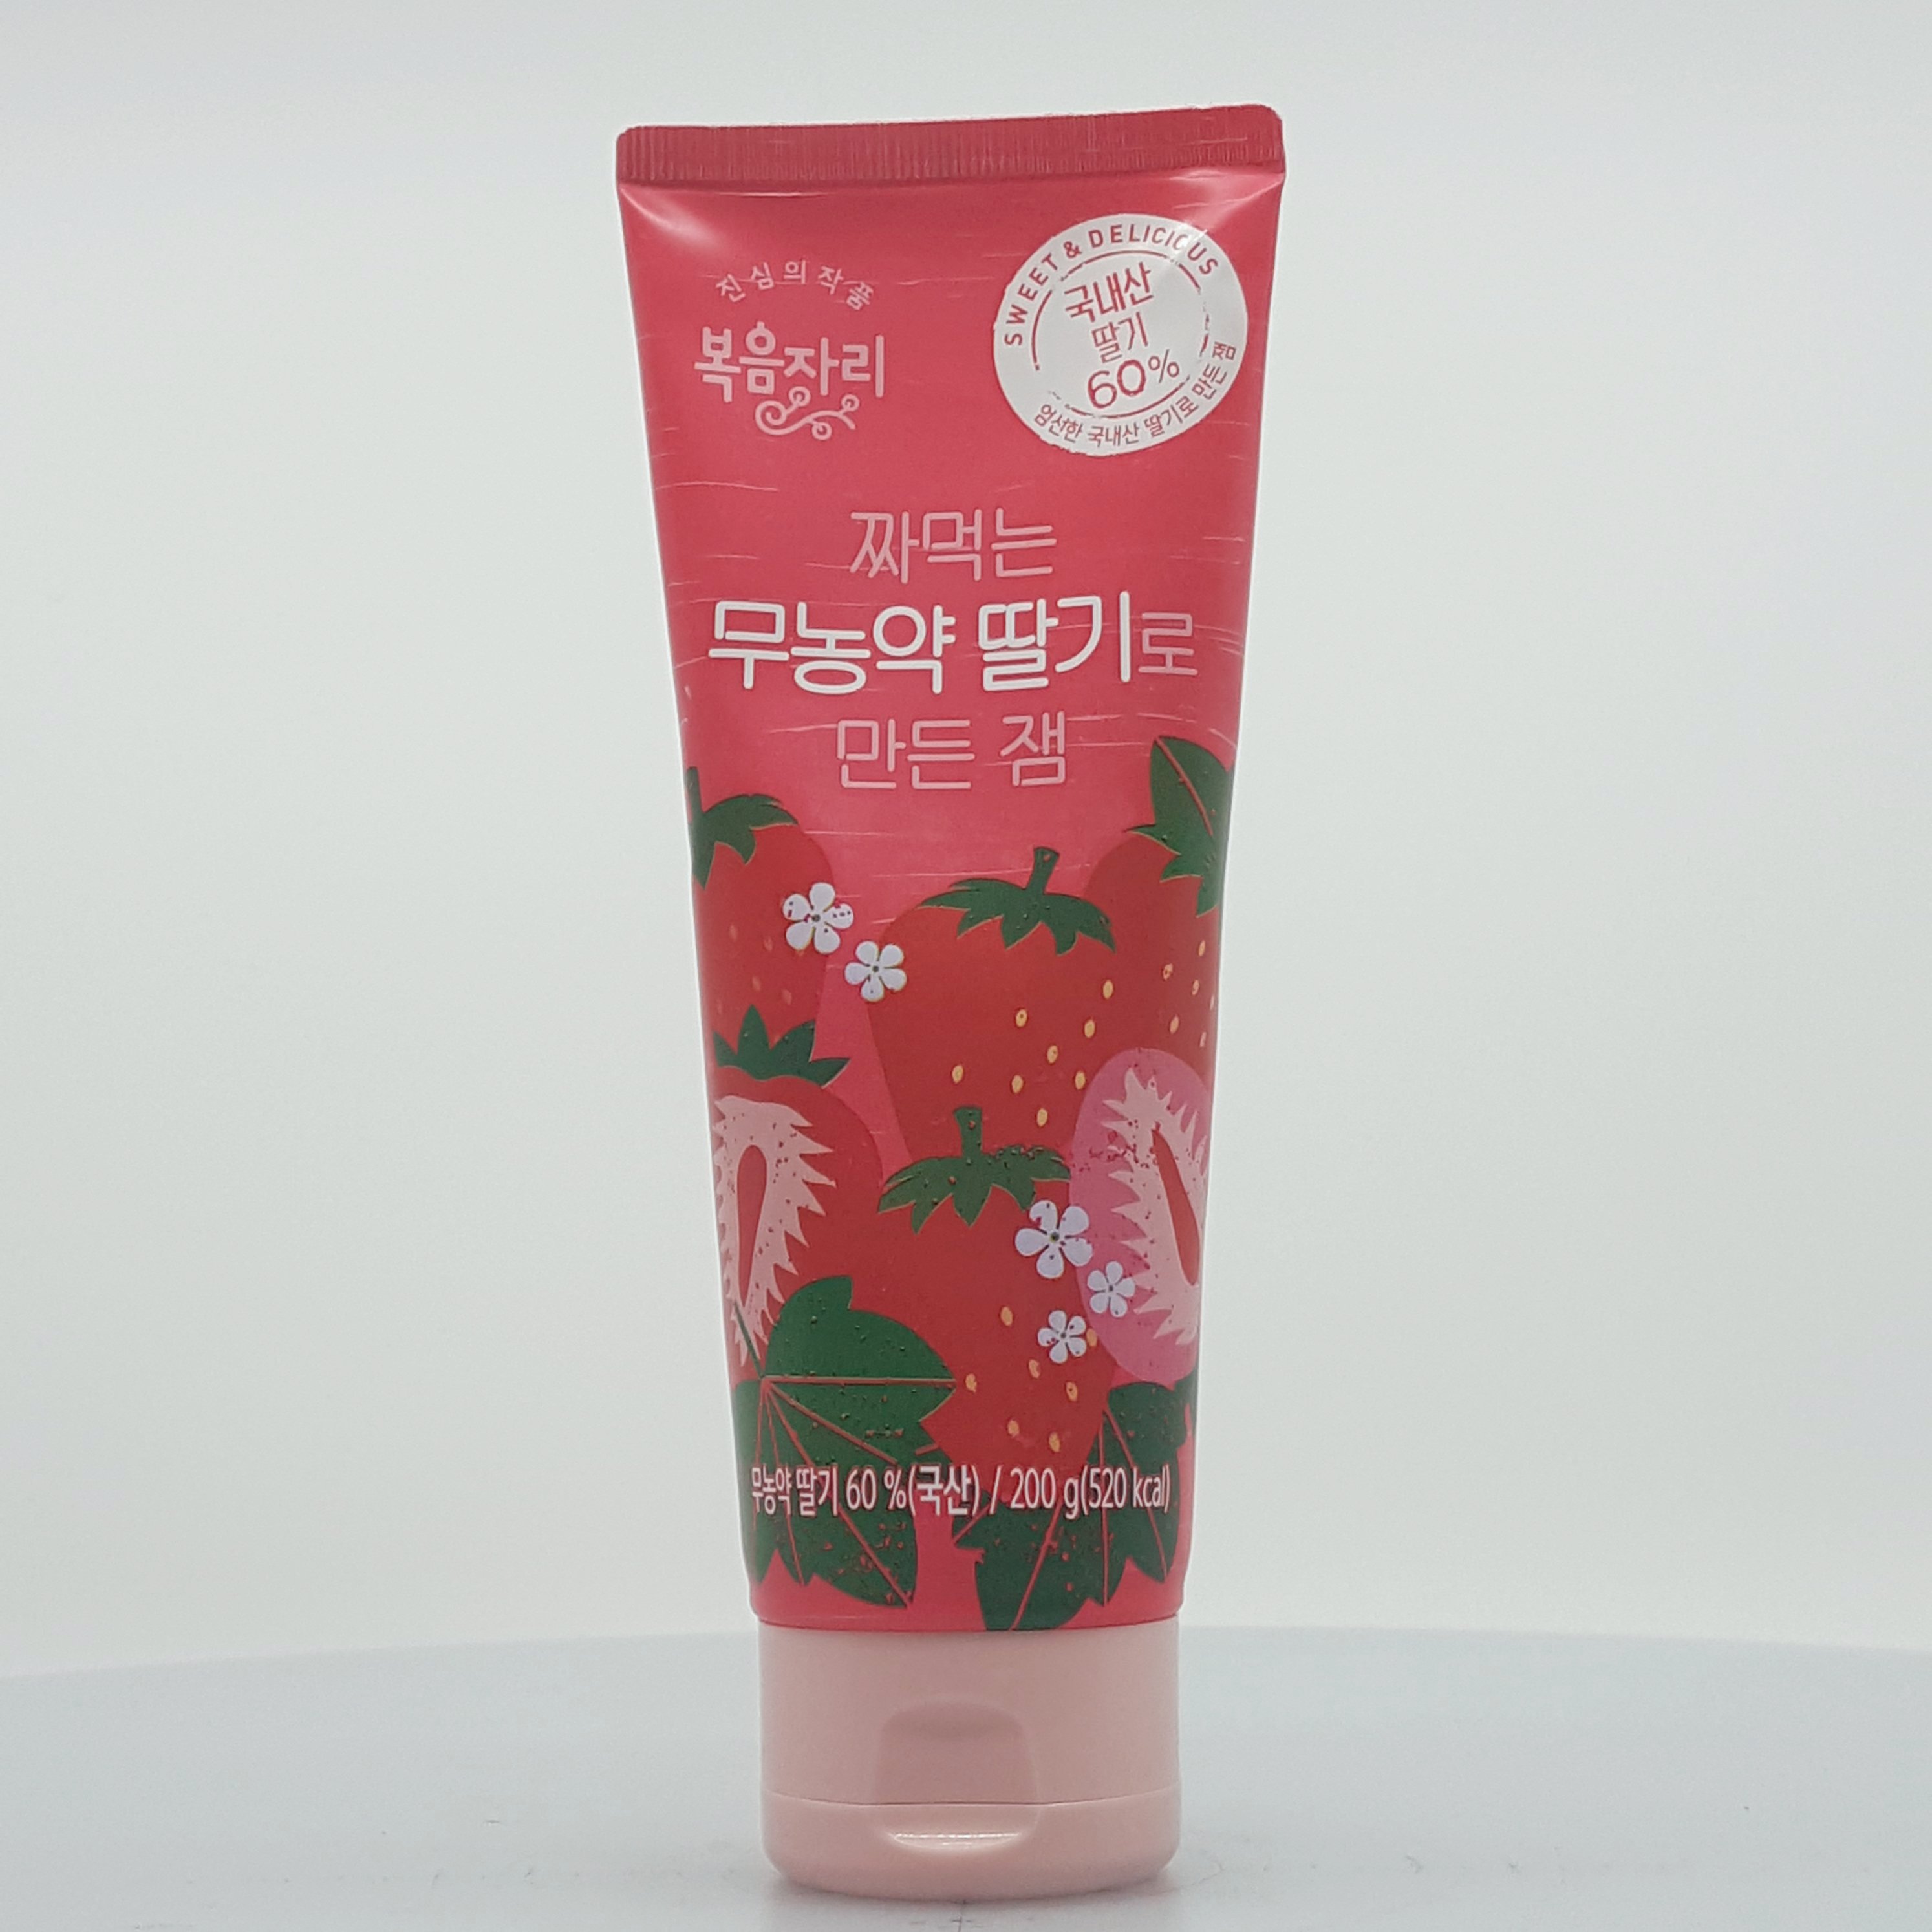 진심의작품
복음자리
SWEET & DELICIOUS
국내산
딸기
60%
엄선한 국내산 딸기로 만든 잼
짜먹는
무농약 딸기로
만든 잼
무농약 딸기 60 %(국산) / 200 g(520 kcal)